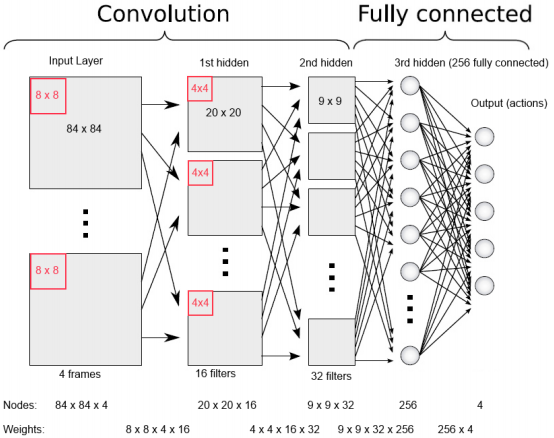 Convolution Fully connected
Input Layer 1st hidden 2nd hidden 3rd hidden (256 fully connected)
Output (actions)
8 x 8 4x4
84 x 84 20 x 20 9 x 9
4x4
8 x 8 4x4
4 frames 16 filters 32 filters
Nodes: 84 x 84 x 4 20 x 20 x 16 9 x 9 x 32 256 4
Weights: 8 x 8 x 4 x 16 4 x 4 x 16 x 32 9 x 9 x 32 x 256 256 x 4